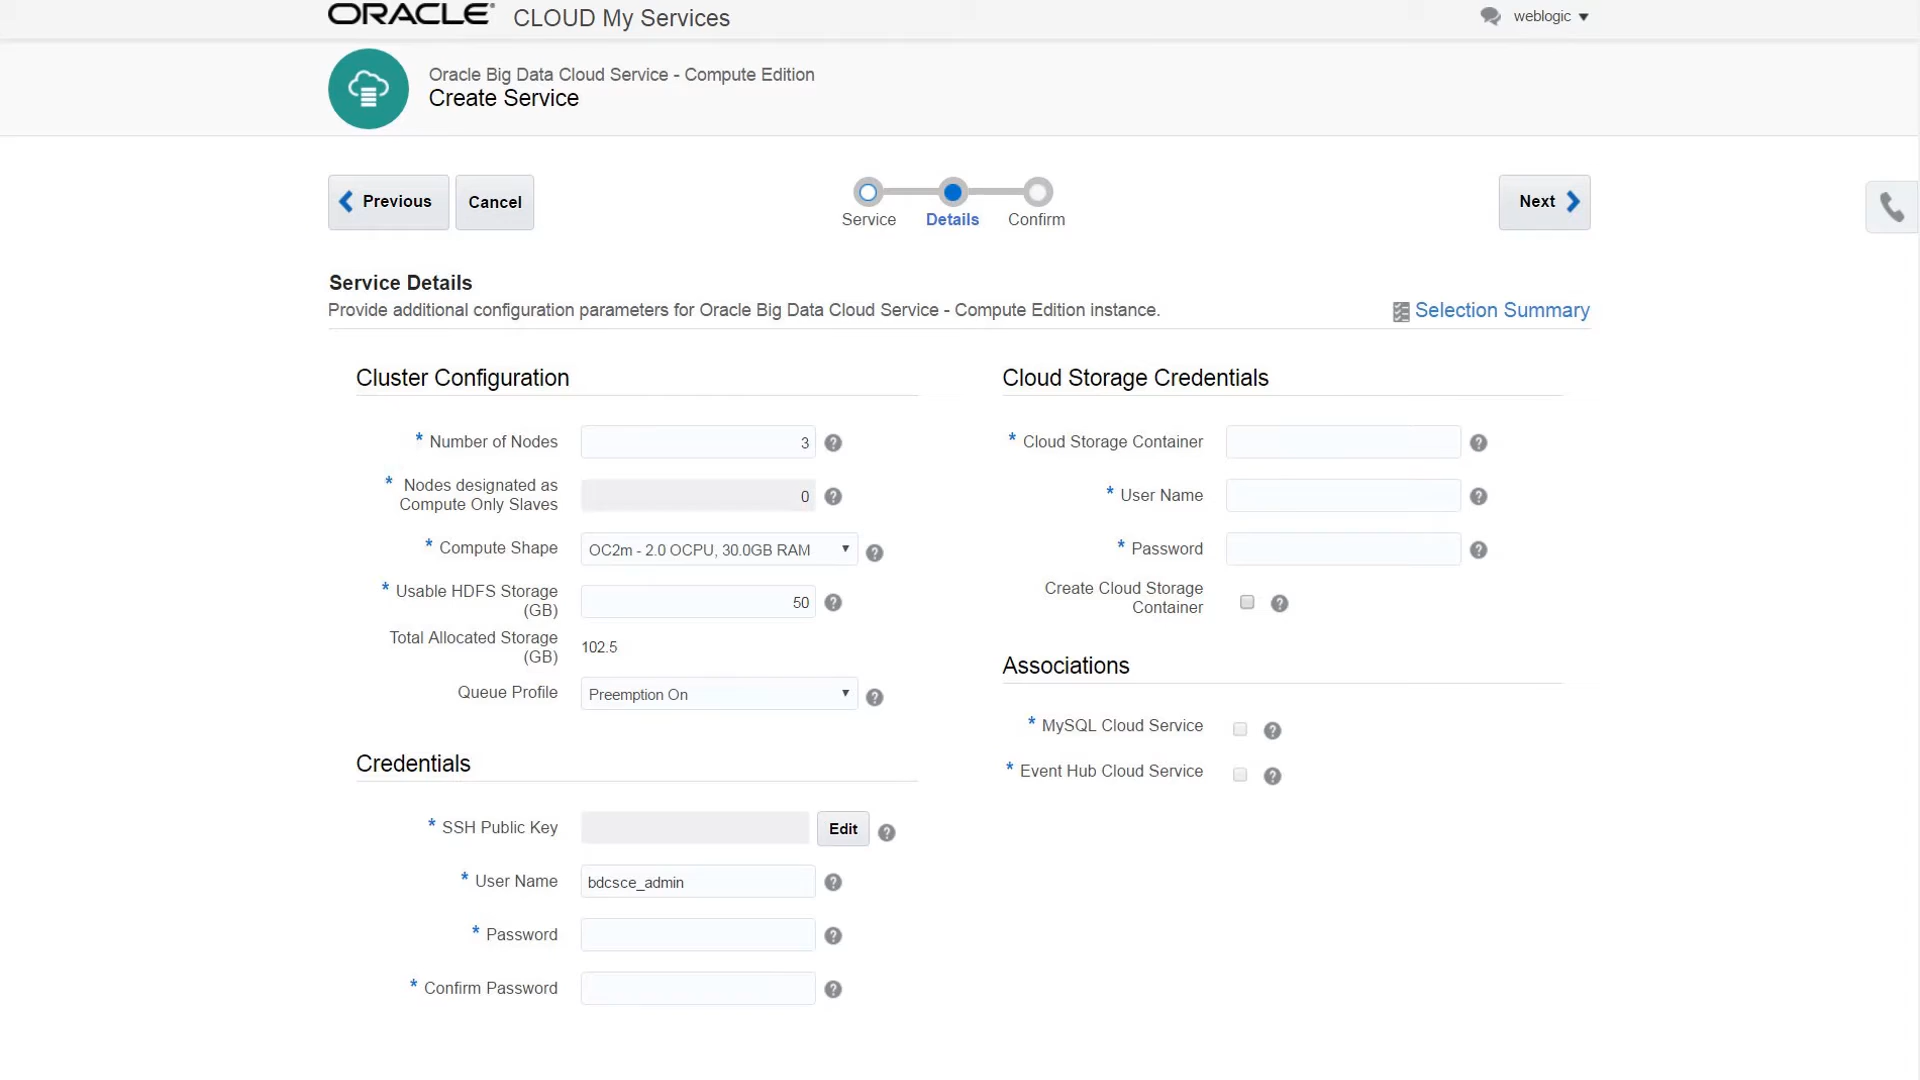 ORACLE® CLOUD My Services
weblogic
Oracle Big Data Cloud Service - Compute Edition
Create Service
Previous
Cancel
Service
Details
Confirm
Next
Service Details
Provide additional configuration parameters for Oracle Big Data Cloud Service - Compute Edition instance.
Selection Summary
Cluster Configuration
* Number of Nodes 3 ?
* Nodes designated as
Compute Only Slaves 0 ?
* Compute Shape OC2m - 2.0 OCPU, 30.0GB RAM ?
* Usable HDFS Storage
(GB) 50 ?
Total Allocated Storage
(GB) 102.5
Queue Profile Preemption On ?
Credentials
* SSH Public Key Edit ?
* User Name bdcsce_admin ?
* Password ?
* Confirm Password ?
Cloud Storage Credentials
* Cloud Storage Container ?
* User Name ?
* Password ?
Create Cloud Storage
Container ?
Associations
* MySQL Cloud Service ?
* Event Hub Cloud Service ?